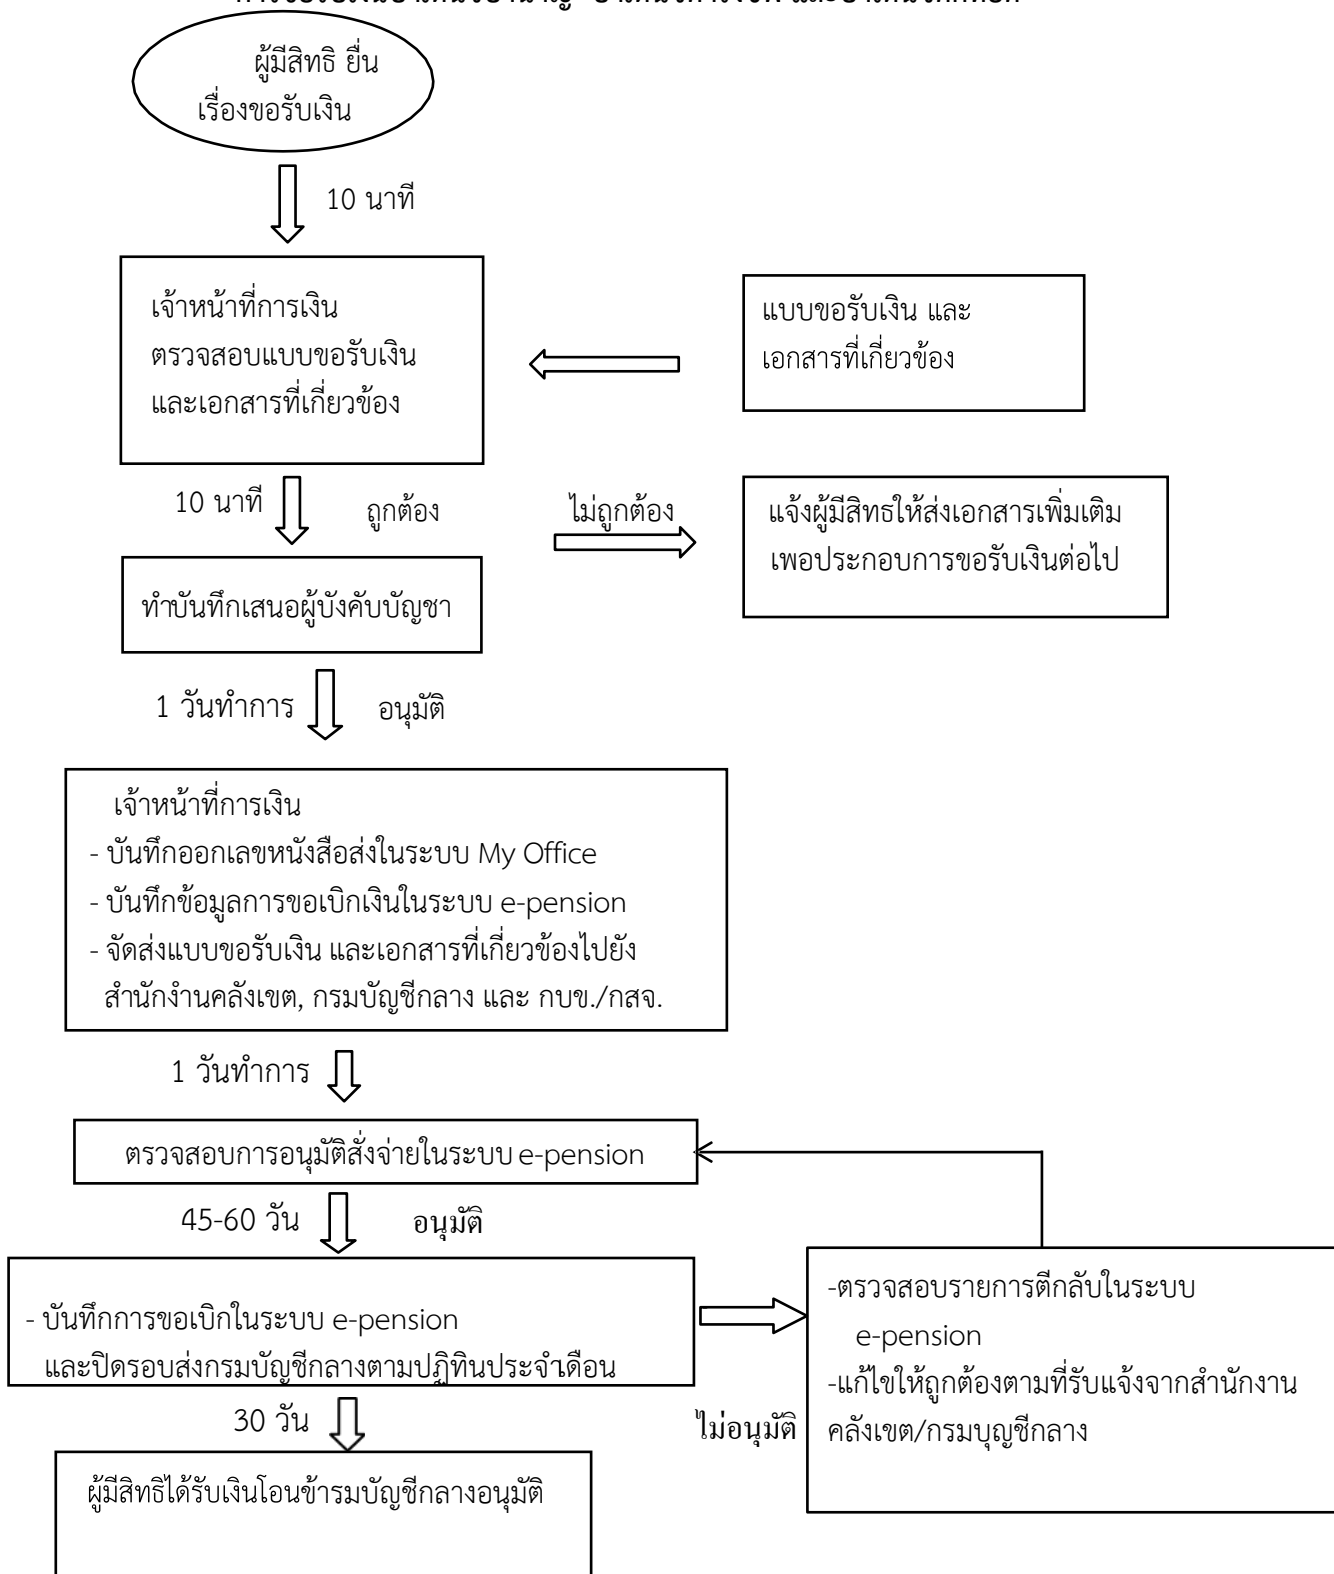 ผู้มีสิทธิ ยื่น
เรื่องขอรับเงิน
10 นาที
เจ้าหน้าที่การเงิน
ตรวจสอบแบบขอรับเงิน
และเอกสารที่เกี่ยวข้อง
แบบขอรับเงิน และ
เอกสารที่เกี่ยวข้อง
10 นาที
ถูกต้อง
ไม่ถูกต้อง
แจ้งผู้มีสิทธให้ส่งเอกสารเพิ่มเติม
เพอประกอบการขอรับเงินต่อไป
ทำบันทึกเสนอผู้บังคับบัญชา
1 วันทำการ
อนุมัติ
เจ้าหน้าที่การเงิน
- บันทึกออกเลขหนังสือส่งในระบบ My Office
- บันทึกข้อมูลการขอเบิกเงินในระบบ e-pension
- จัดส่งแบบขอรับเงิน และเอกสารที่เกี่ยวข้องไปยัง
สำนักงำนคลังเขต, กรมบัญชีกลาง และ กบข./กสจ.
1 วันทำการ
ตรวจสอบการอนุมัติสั่งจ่ายในระบบ e-pension
45-60 วัน
อนุมัติ
- บันทึกการขอเบิกในระบบ e-pension
และปิดรอบส่งกรมบัญชีกลางตามปฏิทินประจำเดือน
-ตรวจสอบรายการตีกลับในระบบ
e-pension
-แก้ไขให้ถูกต้องตามที่รับแจ้งจากสำนักงาน
คลังเขต/กรมบุญชีกลาง
30 วัน
ไม่อนุมัติ
ผู้มีสิทธิได้รับเงินโอนข้ารมบัญชีกลางอนุมัติ